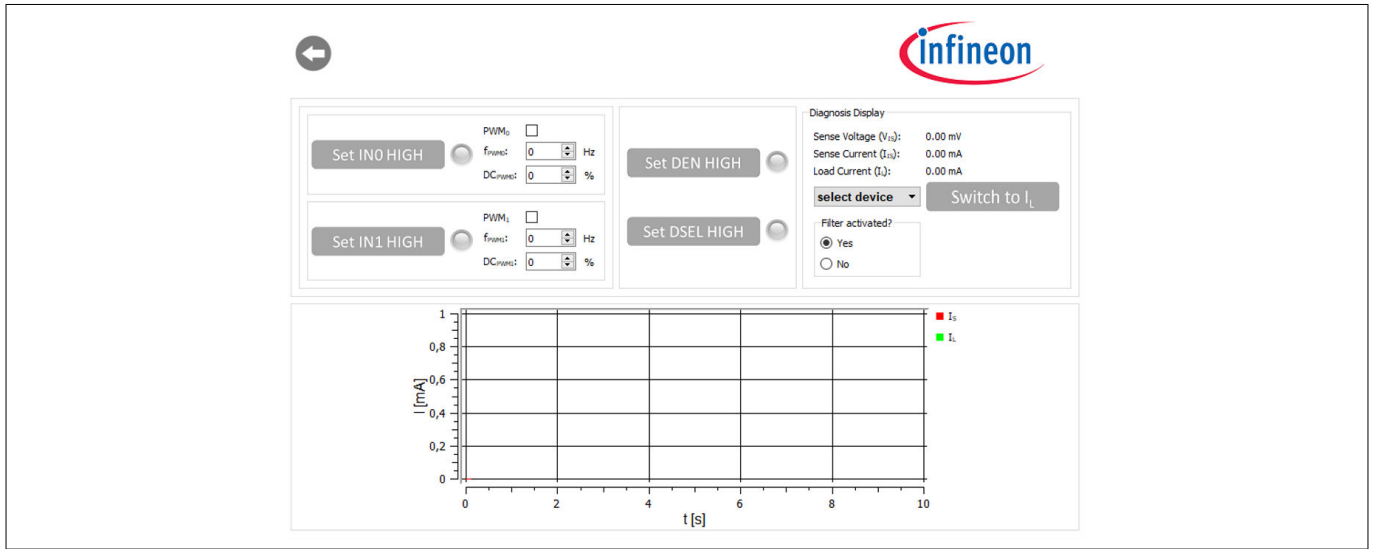 infineon
Set IN0 HIGH
PWM₀
fPWM0: 0 Hz
DCPWM0: 0 %
Set IN1 HIGH
PWM₁
fPWM1: 0 Hz
DCPWM1: 0 %
Set DEN HIGH
Set DSEL HIGH
Diagnosis Display
Sense Voltage (VIS): 0.00 mV
Sense Current (IIS): 0.00 mA
Load Current (IL): 0.00 mA
select device
Switch to IL
Filter activated?
Yes
No
1
0,8
0,6
0,4
0,2
0
I [mA]
0 2 4 6 8 10
t [s]
IS
IL